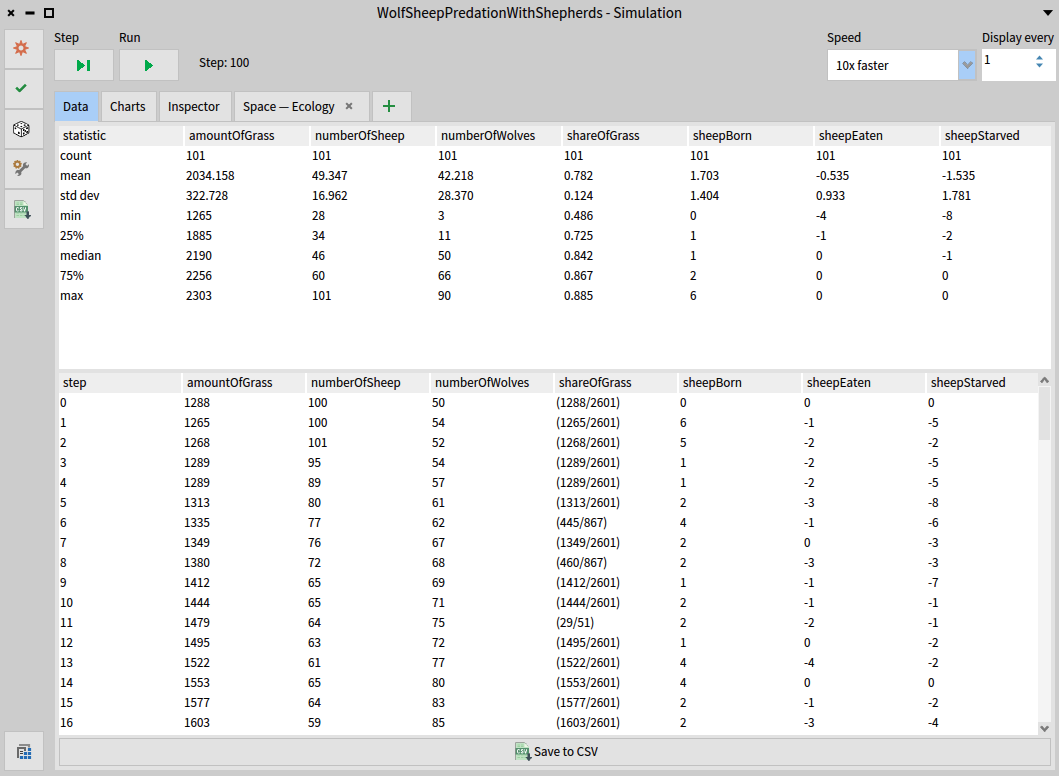 WolfSheepPredationWithShepherds - Simulation
Step Run Speed Display every
Step: 100 10x faster 1
Data Charts Inspector Space — Ecology
statistic amountOfGrass numberOfSheep numberOfWolves shareOfGrass sheepBorn sheepEaten sheepStarved
count 101 101 101 101 101 101 101
mean 2034.158 49.347 42.218 0.782 1.703 -0.535 -1.535
std dev 322.728 16.962 28.370 0.124 1.404 0.933 1.781
min 1265 28 3 0.486 0 -4 -8
25% 1885 34 11 0.725 1 -1 -2
median 2190 46 50 0.842 1 0 -1
75% 2256 60 66 0.867 2 0 0
max 2303 101 90 0.885 6 0 0
step amountOfGrass numberOfSheep numberOfWolves shareOfGrass sheepBorn sheepEaten sheepStarved
0 1288 100 50 (1288/2601) 0 0 0
1 1265 100 54 (1265/2601) 6 -1 -5
2 1268 101 52 (1268/2601) 5 -2 -2
3 1289 95 54 (1289/2601) 1 -2 -5
4 1289 89 57 (1289/2601) 1 -2 -5
5 1313 80 61 (1313/2601) 2 -3 -8
6 1335 77 62 (445/867) 4 -1 -6
7 1349 76 67 (1349/2601) 2 0 -3
8 1380 72 68 (460/867) 2 -3 -3
9 1412 65 69 (1412/2601) 1 -1 -7
10 1444 65 71 (1444/2601) 2 -1 -1
11 1479 64 75 (29/51) 2 -2 -1
12 1495 63 72 (1495/2601) 1 0 -2
13 1522 61 77 (1522/2601) 4 -4 -2
14 1553 65 80 (1553/2601) 4 0 0
15 1577 64 83 (1577/2601) 2 -1 -2
16 1603 59 85 (1603/2601) 2 -3 -4
CSV Save to CSV